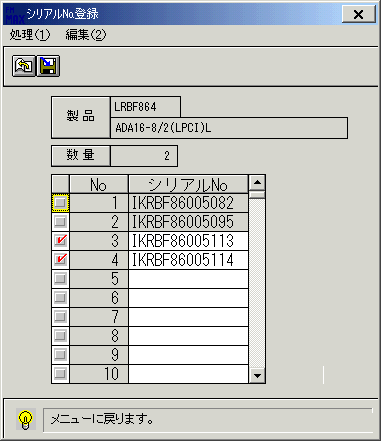 シリアルNo.登録
処理(1) 編集(2)
製品 LRBF864
ADA16-8/2(LPCI)L
数量 2
No シリアルNo
1 IKRBF86005082
2 IKRBF86005095
3 IKRBF86005113
4 IKRBF86005114
5
6
7
8
9
10
メニューに戻ります。